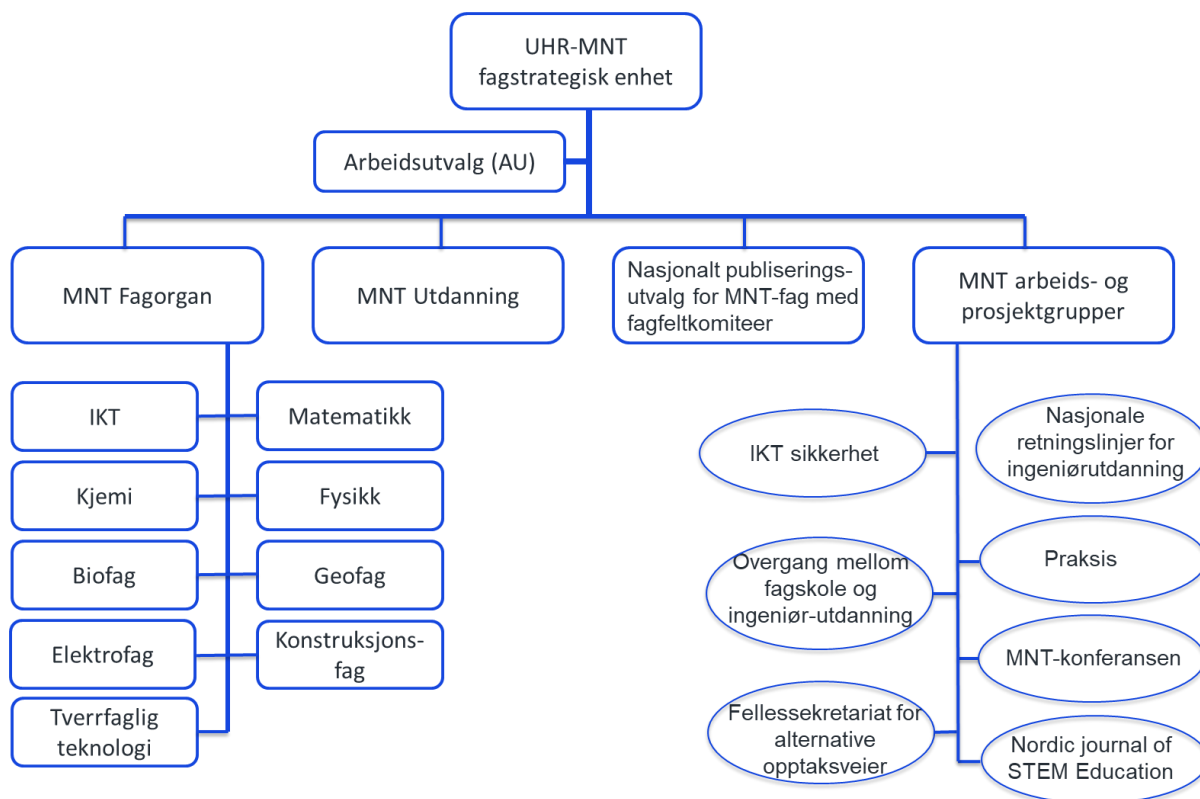 UHR-MNT
fagstrategisk enhet
Arbeidsutvalg (AU)
MNT Fagorgan
MNT Utdanning
Nasjonalt publiserings-
utvalg for MNT-fag med
fagfeltkomiteer
MNT arbeids- og
prosjektgrupper
IKT
Matematikk
Kjemi
Fysikk
Biofag
Geofag
Elektrofag
Konstruksjons-
fag
Tverrfaglig
teknologi
IKT sikkerhet
Nasjonale
retningslinjer for
ingeniørutdanning
Overgang mellom
fagskole og
ingeniør-utdanning
Praksis
MNT-konferansen
Fellessekretariat for
alternative
opptaksveier
Nordic journal of
STEM Education